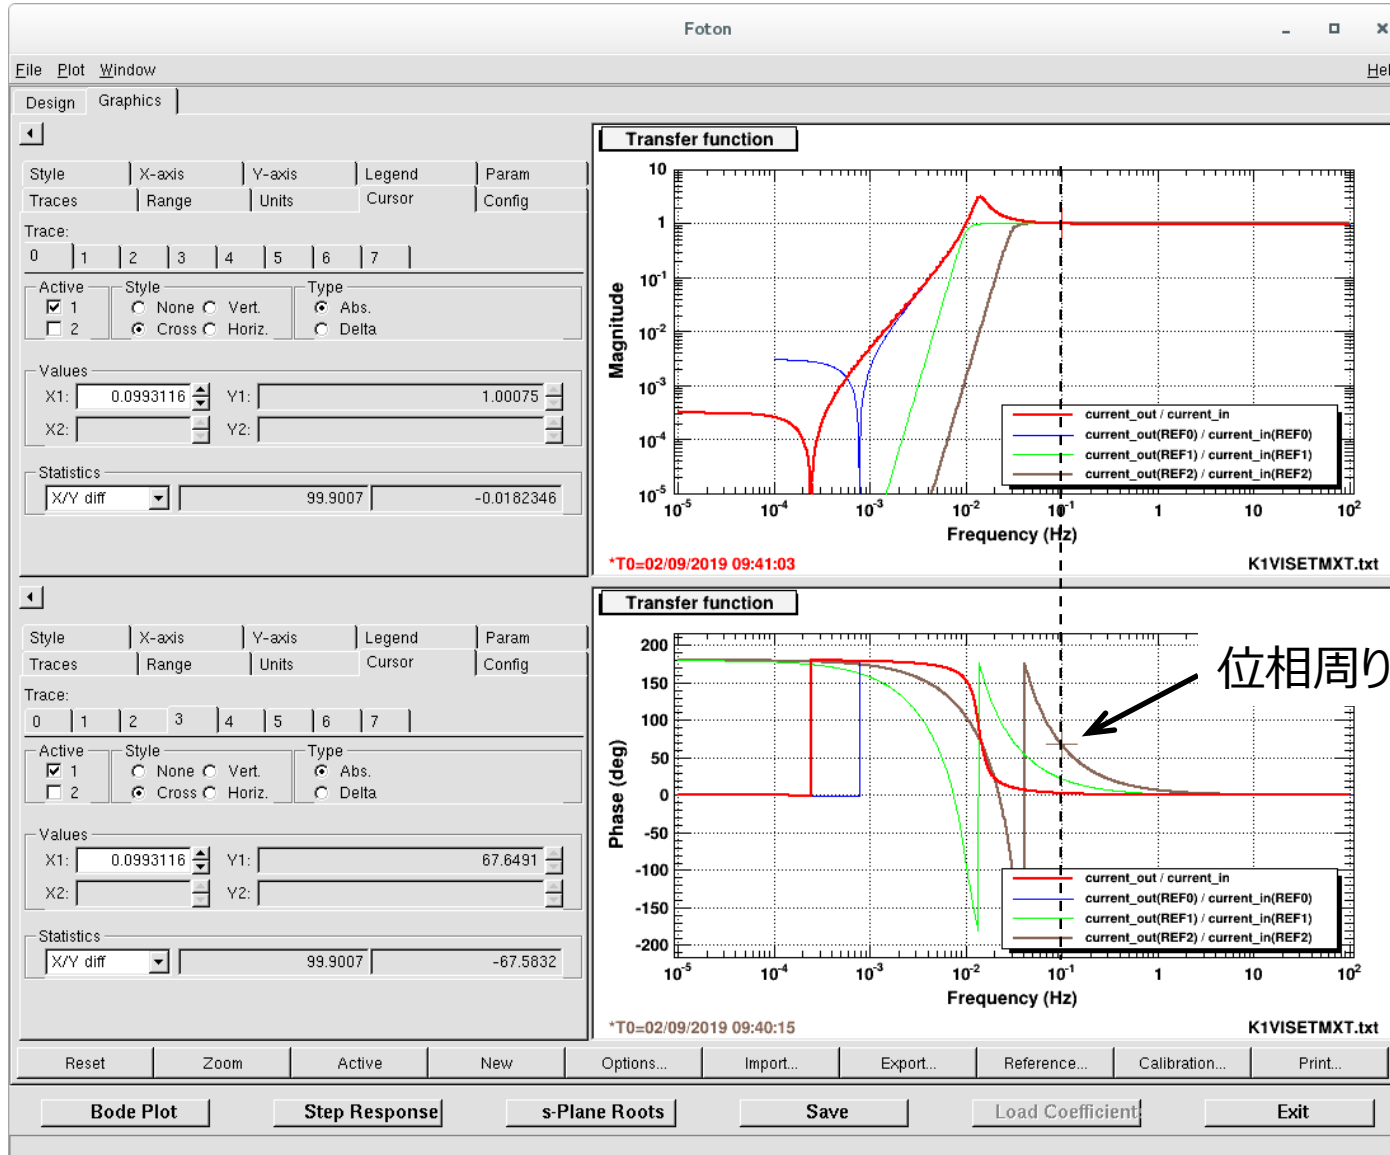 Foton
File Plot Window Hel
Design Graphics
Style X-axis Y-axis Legend Param
Traces Range Units Cursor Config
Trace:
0 1 2 3 4 5 6 7
Active Style Type
1 None Vert. Abs.
2 Cross Horiz. Delta
Values
X1: 0.0993116 Y1: 1.00075
X2: Y2:
Statistics
X/Y diff 99.9007 -0.0182346
Transfer function
10
1
10-1
10-2
10-3
10-4
10-5
Magnitude
current_out / current_in
current_out(REF0) / current_in(REF0)
current_out(REF1) / current_in(REF1)
current_out(REF2) / current_in(REF2)
10-5 10-4 10-3 10-2 10-1 1 10 102
Frequency (Hz)
*T0=02/09/2019 09:41:03 K1VISETMXT.txt
Style X-axis Y-axis Legend Param
Traces Range Units Cursor Config
Trace:
0 1 2 3 4 5 6 7
Active Style Type
1 None Vert. Abs.
2 Cross Horiz. Delta
Values
X1: 0.0993116 Y1: 67.6491
X2: Y2:
Statistics
X/Y diff 99.9007 -67.5832
Transfer function
200
150
100
50
0
-50
-100
-150
-200
Phase (deg)
位相周り
current_out / current_in
current_out(REF0) / current_in(REF0)
current_out(REF1) / current_in(REF1)
current_out(REF2) / current_in(REF2)
10-5 10-4 10-3 10-2 10-1 1 10 102
Frequency (Hz)
*T0=02/09/2019 09:40:15 K1VISETMXT.txt
Reset Zoom Active New Options... Import... Export... Reference... Calibration... Print...
Bode Plot Step Response s-Plane Roots Save Load Coefficient Exit